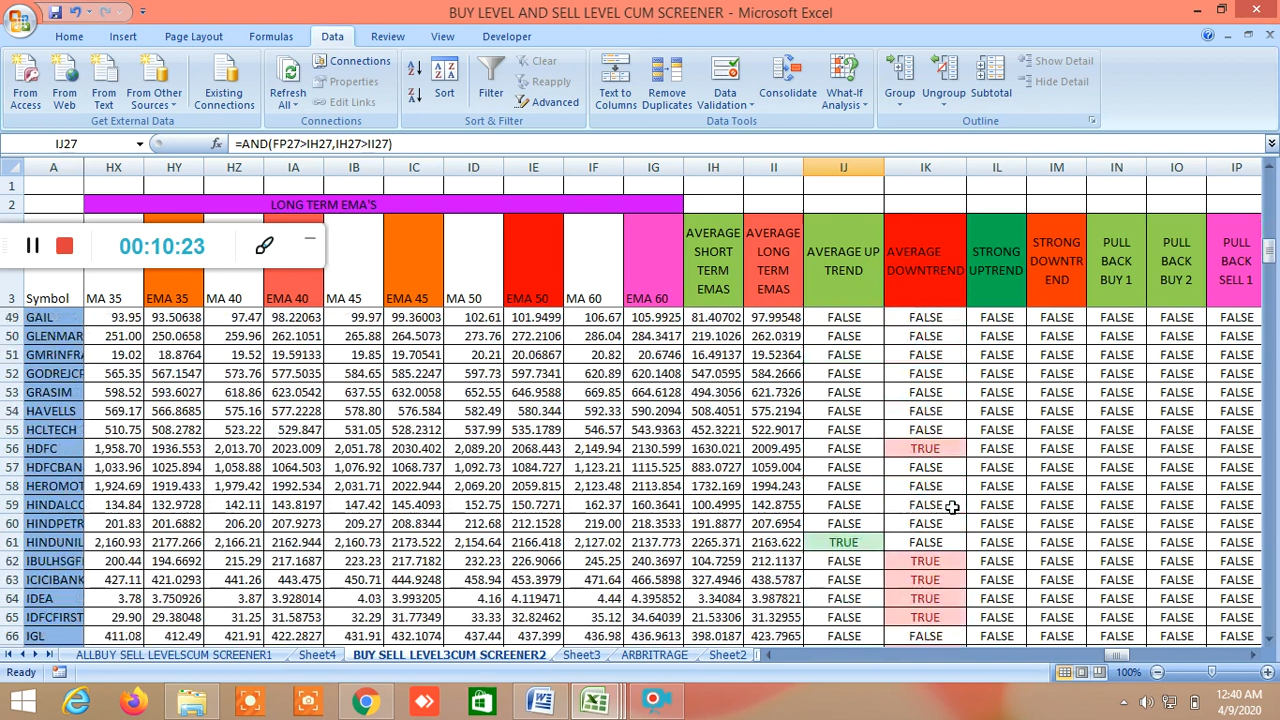 BUY LEVEL AND SELL LEVEL CUM SCREENER - Microsoft Excel
Home Insert Page Layout Formulas Data Review View Developer
From Access From Web From Text From Other Sources Existing Connections Refresh All Connections Properties Edit Links Sort Filter Clear Reapply Advanced Text to Columns Remove Duplicates Data Validation Consolidate What-If Analysis Group Ungroup Subtotal Show Detail Hide Detail
Get External Data Connections Sort & Filter Data Tools Outline
IJ27 fx =AND(FP27>IH27,IH27>II27)
A HX HY HZ IA IB IC ID IE IF IG IH II IJ IK IL IM IN IO IP
1
2 LONG TERM EMA'S
00:10:23
3 Symbol MA 35 EMA 35 MA 40 EMA 40 MA 45 EMA 45 MA 50 EMA 50 MA 60 EMA 60 AVERAGE SHORT TERM EMAS AVERAGE LONG TERM EMAS AVERAGE UP TREND AVERAGE DOWNTREND STRONG UPTREND STRONG DOWNTREND PULL BACK BUY 1 PULL BACK BUY 2 PULL BACK SELL 1
49 GAIL 93.95 93.50638 97.47 98.22063 99.97 99.36003 102.61 101.9499 106.67 105.9925 81.40702 97.99548 FALSE FALSE FALSE FALSE FALSE FALSE FALSE
50 GLENMAR 251.00 250.0658 259.96 262.1051 265.88 264.5073 273.76 272.2106 286.06 284.3417 219.1026 262.0319 FALSE FALSE FALSE FALSE FALSE FALSE FALSE
51 GMRINFRA 19.02 18.8764 19.52 19.59133 19.85 19.70541 20.21 20.06867 20.82 20.6746 16.49137 19.52364 FALSE FALSE FALSE FALSE FALSE FALSE FALSE
52 GODREJCP 565.35 567.1547 573.76 577.5035 584.65 585.2247 597.73 597.7341 620.89 620.1408 547.0595 584.2666 FALSE FALSE FALSE FALSE FALSE FALSE FALSE
53 GRASIM 598.52 593.6027 618.86 623.0542 637.55 632.0058 652.55 646.9588 669.85 664.6258 494.3056 621.7326 FALSE FALSE FALSE FALSE FALSE FALSE FALSE
54 HAVELLS 569.17 566.8685 575.16 577.2228 578.80 576.584 582.49 580.344 592.33 590.2094 508.4051 575.2194 FALSE FALSE FALSE FALSE FALSE FALSE FALSE
55 HCLTECH 510.75 508.2782 523.22 529.847 531.05 528.2312 537.99 535.1585 546.57 543.9363 452.3221 522.9017 FALSE FALSE FALSE FALSE FALSE FALSE FALSE
56 HDFC 1,958.70 1936.553 2,013.70 2023.009 2,051.78 2030.402 2,089.20 2068.443 2,149.94 2130.599 1630.021 2009.495 FALSE TRUE FALSE FALSE FALSE FALSE FALSE
57 HDFCBAN 1,033.96 1025.894 1,058.88 1064.503 1,076.92 1068.737 1,092.73 1084.727 1,123.21 1115.525 883.0727 1059.004 FALSE FALSE FALSE FALSE FALSE FALSE FALSE
58 HEROMOT 1,924.69 1919.433 1,979.42 1992.534 2,031.62 2022.944 2,069.20 2059.815 2,123.48 2113.854 1732.169 1994.243 FALSE FALSE FALSE FALSE FALSE FALSE FALSE
59 HINDALCO 134.84 132.9728 142.11 143.8197 147.42 145.4093 152.75 150.7271 162.37 160.3641 100.4995 142.8755 FALSE FALSE FALSE FALSE FALSE FALSE FALSE
60 HINDPETR 201.83 201.6882 206.20 207.9273 209.27 208.8344 212.68 212.1528 219.00 218.3533 191.8877 207.6954 FALSE FALSE FALSE FALSE FALSE FALSE FALSE
61 HINDUNIL 2,160.93 2177.266 2,166.21 2162.944 2,160.73 2173.522 2,154.64 2166.418 2,127.02 2137.773 2265.371 2163.622 TRUE FALSE FALSE FALSE FALSE FALSE FALSE
62 IBULHSGF 200.44 194.6692 215.29 217.1687 223.23 217.7182 232.23 226.9066 245.25 240.3697 104.7259 212.1137 FALSE TRUE FALSE FALSE FALSE FALSE FALSE
63 ICICIBANK 427.11 421.0293 441.26 443.475 450.71 444.9248 458.94 453.3979 471.64 466.5898 327.4946 438.5787 FALSE TRUE FALSE FALSE FALSE FALSE FALSE
64 IDEA 3.78 3.750926 3.87 3.928014 4.03 3.993205 4.16 4.119471 4.44 4.395852 3.34084 3.987821 FALSE TRUE FALSE FALSE FALSE FALSE FALSE
65 IDFCFIRST 29.90 29.38048 31.25 31.58753 32.29 31.77349 33.33 32.82462 35.12 34.64039 21.53306 31.32955 FALSE TRUE FALSE FALSE FALSE FALSE FALSE
66 IGL 411.08 412.49 421.91 422.2827 431.91 432.1074 437.44 437.399 436.98 436.9613 398.0187 423.7965 FALSE FALSE FALSE FALSE FALSE FALSE FALSE
ALLBUY SELL LEVELSCUM SCREENER1 Sheet4 BUY SELL LEVEL3CUM SCREENER2 Sheet3 ARBRITRAGE Sheet2
Ready 100%
12:40 AM
4/9/2020